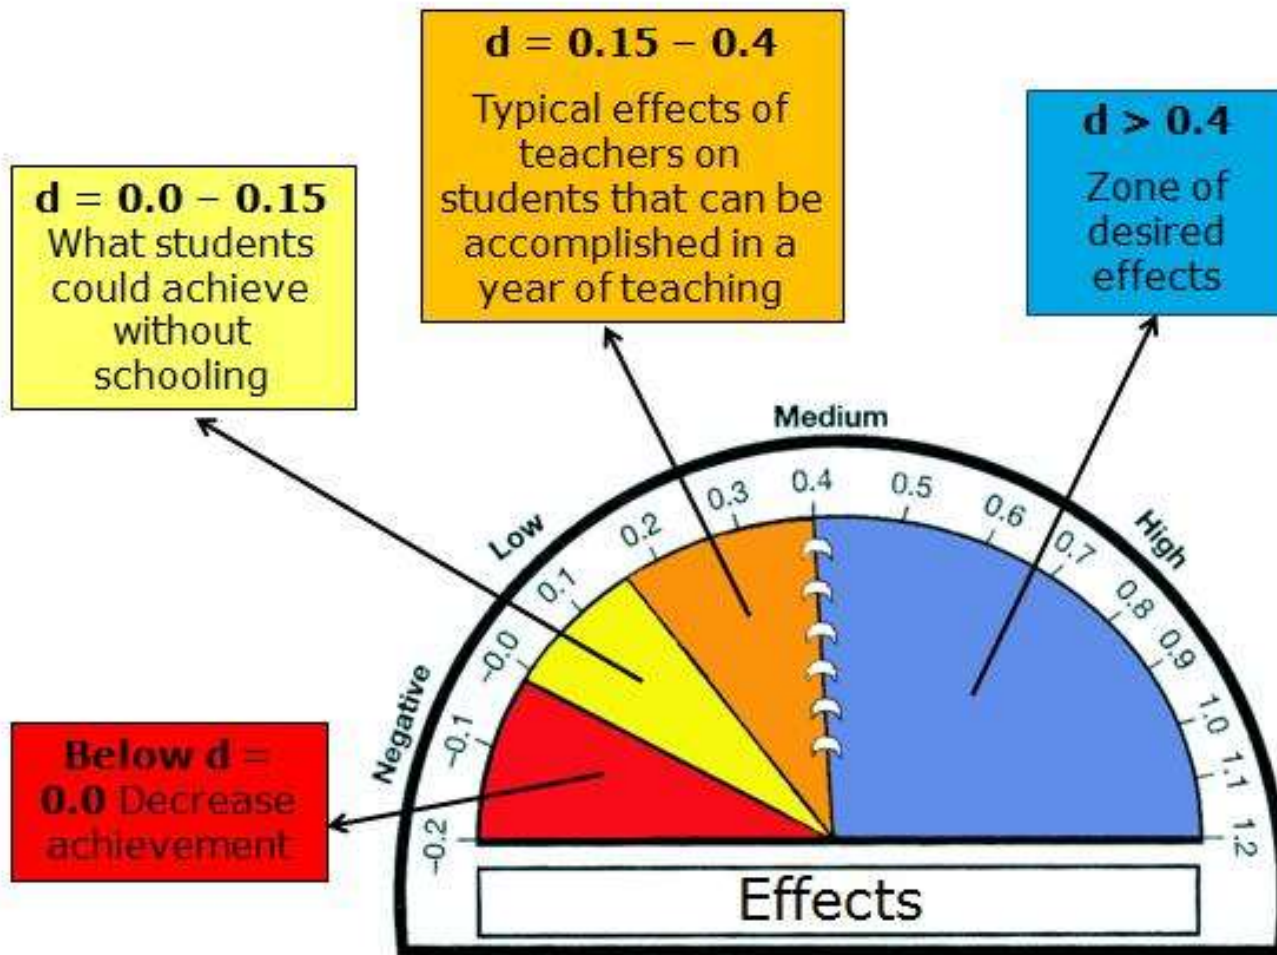 d = 0.15 – 0.4
Typical effects of
teachers on
students that can be
accomplished in a
year of teaching
d > 0.4
Zone of
desired
effects
d = 0.0 – 0.15
What students
could achieve
without
schooling
Below d =
0.0 Decrease
achievement
Negative
Low
Medium
High
-0.2
-0.1
-0.0
0.1
0.2
0.3
0.4
0.5
0.6
0.7
0.8
0.9
1.0
1.1
1.2
Effects